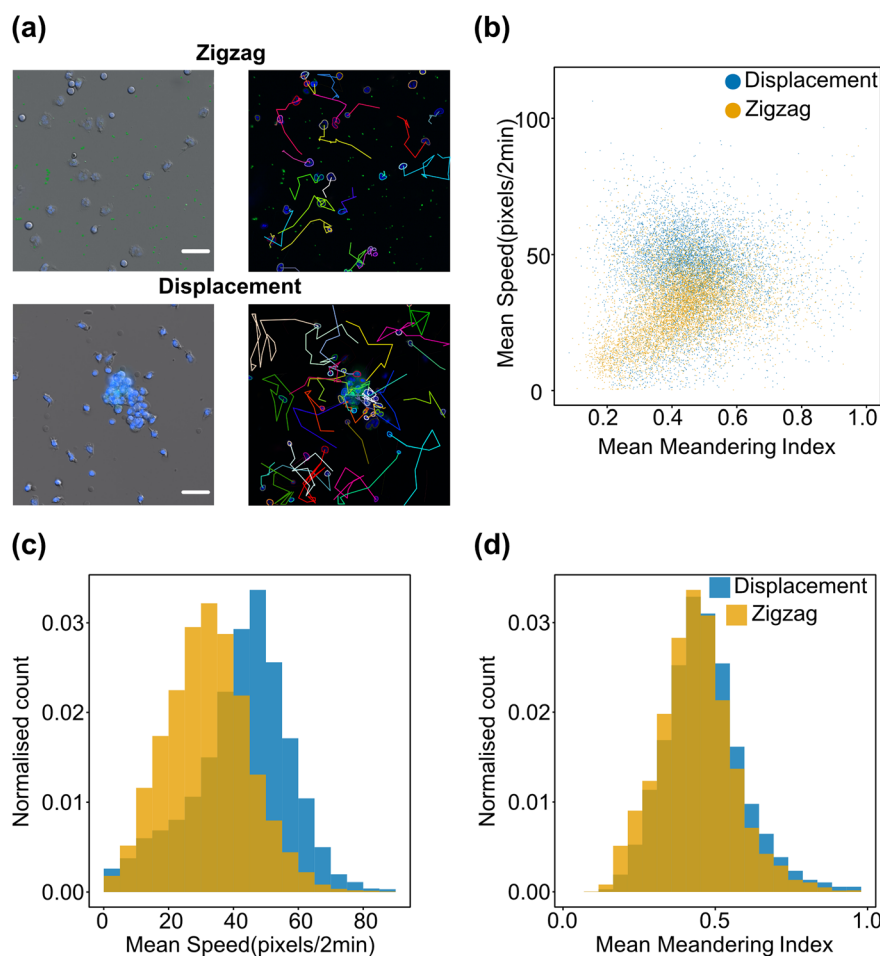 (a)
Zigzag
Displacement
(b)
Displacement
Zigzag
100
50
0
0.2 0.4 0.6 0.8 1.0
Mean Speed(pixels/2min)
Mean Meandering Index
(c)
0.03
0.02
0.01
0.00
0 20 40 60 80
Normalised count
Mean Speed(pixels/2min)
(d)
Displacement
Zigzag
0.03
0.02
0.01
0.00
0.0 0.5 1.0
Normalised count
Mean Meandering Index